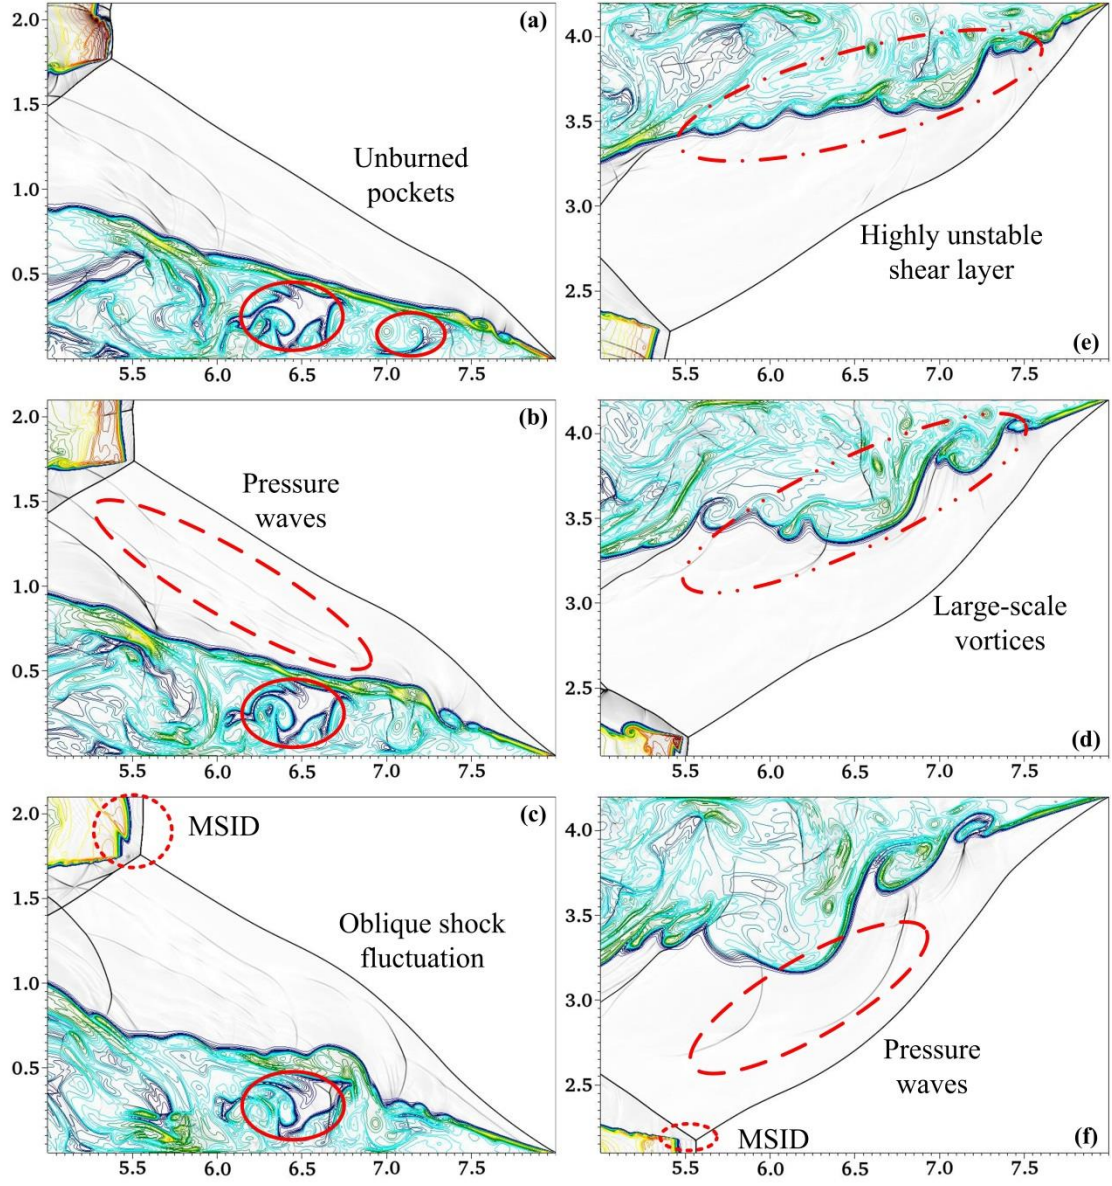 (a)
2.0
1.5
1.0
0.5
Unburned
pockets
5.5 6.0 6.5 7.0 7.5
(b)
2.0
1.5
1.0
0.5
Pressure
waves
5.5 6.0 6.5 7.0 7.5
(c)
2.0
1.5
1.0
0.5
MSID
Oblique shock
fluctuation
5.5 6.0 6.5 7.0 7.5
4.0
3.5
3.0
2.5
Highly unstable
shear layer
(e)
5.5 6.0 6.5 7.0 7.5
4.0
3.5
3.0
2.5
Large-scale
vortices
(d)
5.5 6.0 6.5 7.0 7.5
4.0
3.5
3.0
2.5
Pressure
waves
MSID
(f)
5.5 6.0 6.5 7.0 7.5